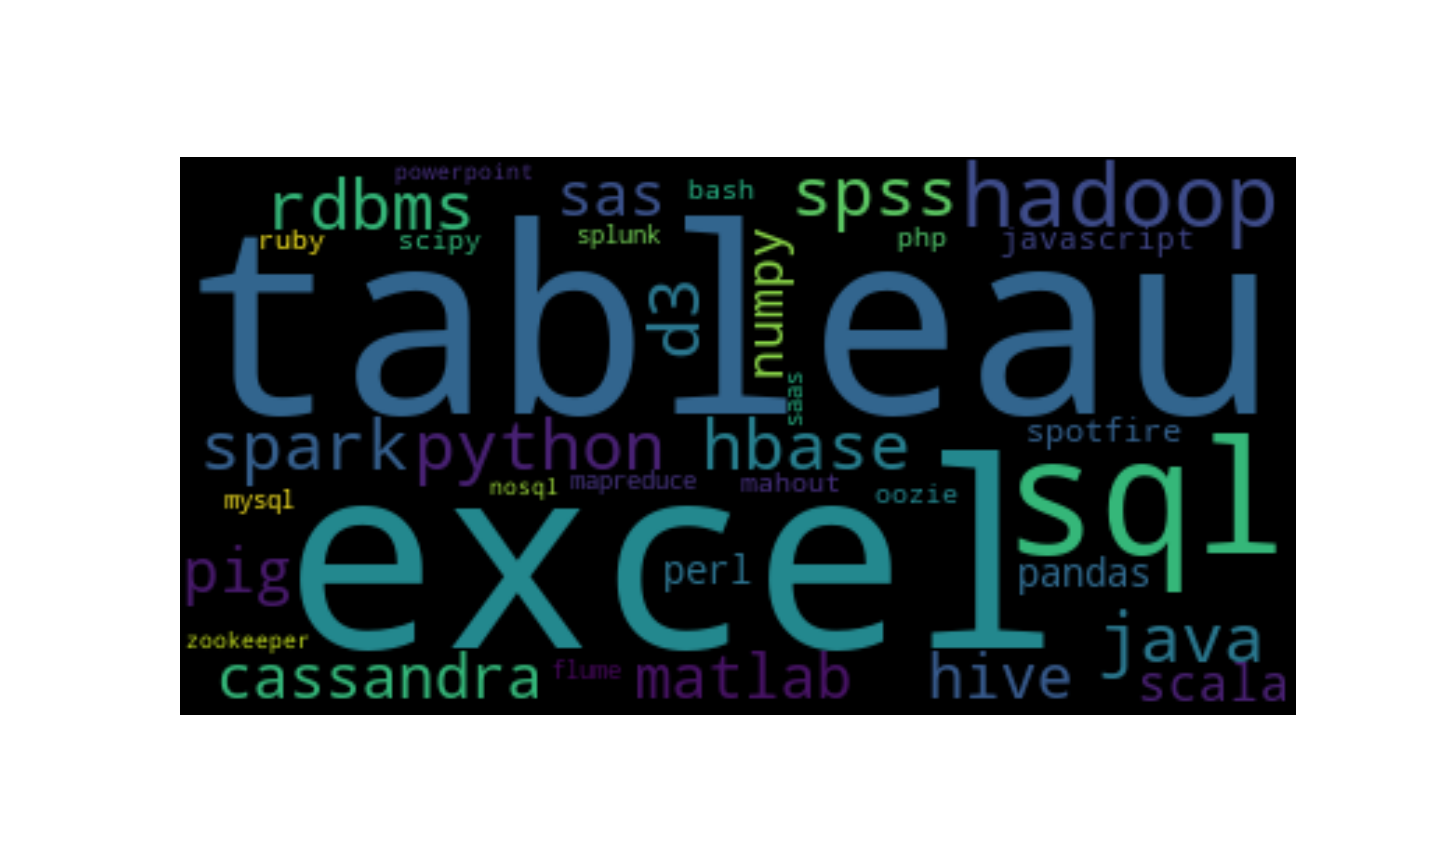 powerpoint
rdbms
sas
bash
spss
hadoop
ruby
scipy
splunk
php
javascript
tableau
d3
numpy
saas
spark
python
hbase
spotfire
sql
mysql
nosql
mapreduce
mahout
oozie
excel
pig
perl
pandas
zookeeper
java
cassandra
flume
matlab
hive
scala